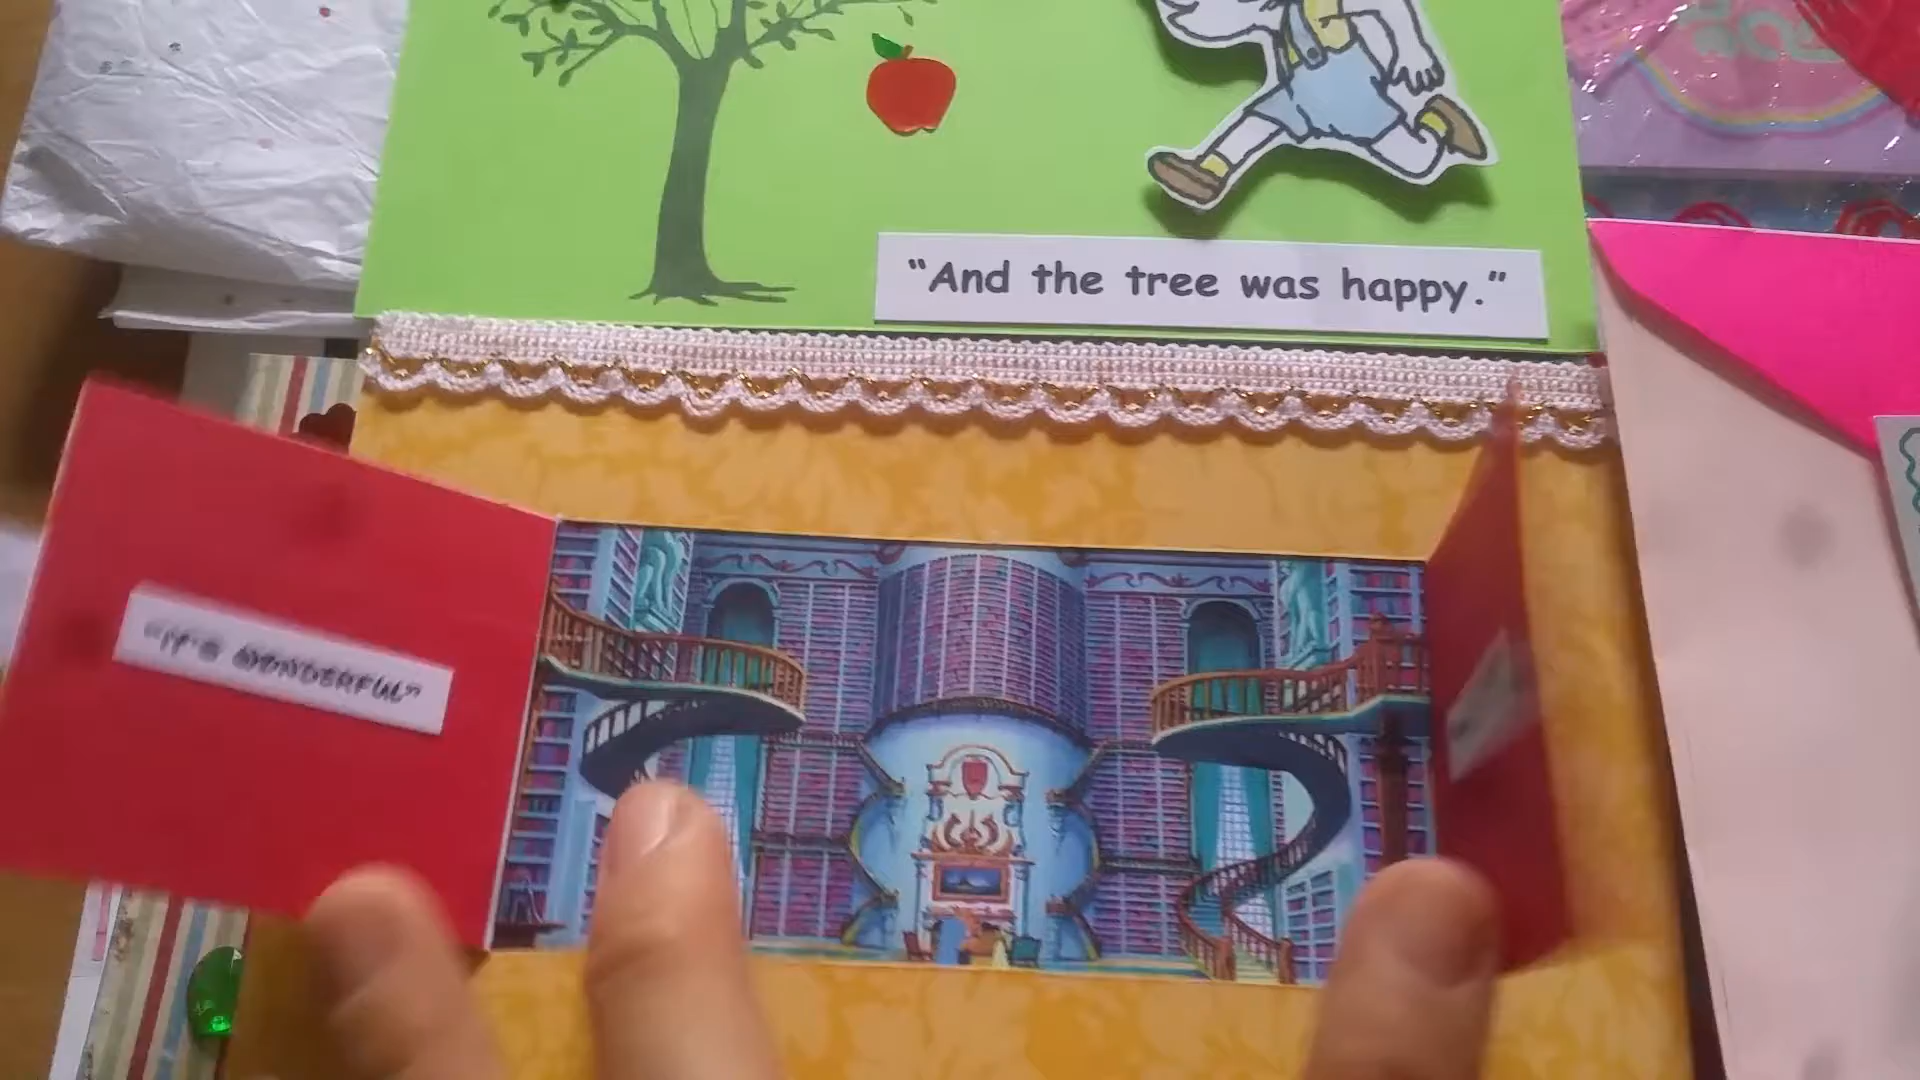 “And the tree was happy.”
“IT'S WONDERFUL”